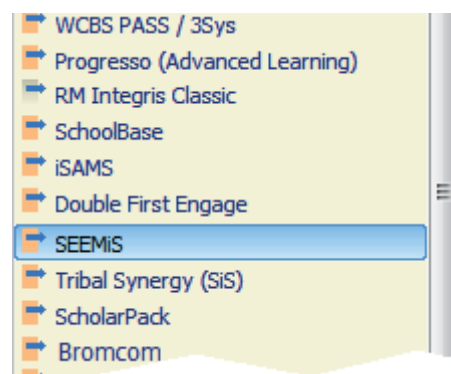 WCBS PASS / 3Sys
Progresso (Advanced Learning)
RM Integris Classic
SchoolBase
iSAMS
Double First Engage
SEEMiS
Tribal Synergy (SiS)
ScholarPack
Bromcom